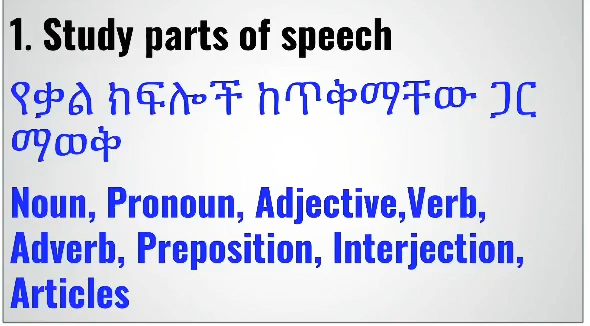 1. Study parts of speech
የቃል ክፍሎች ከጥቅማቸው ጋር
ማወቅ
Noun, Pronoun, Adjective,Verb,
Adverb, Preposition, Interjection,
Articles